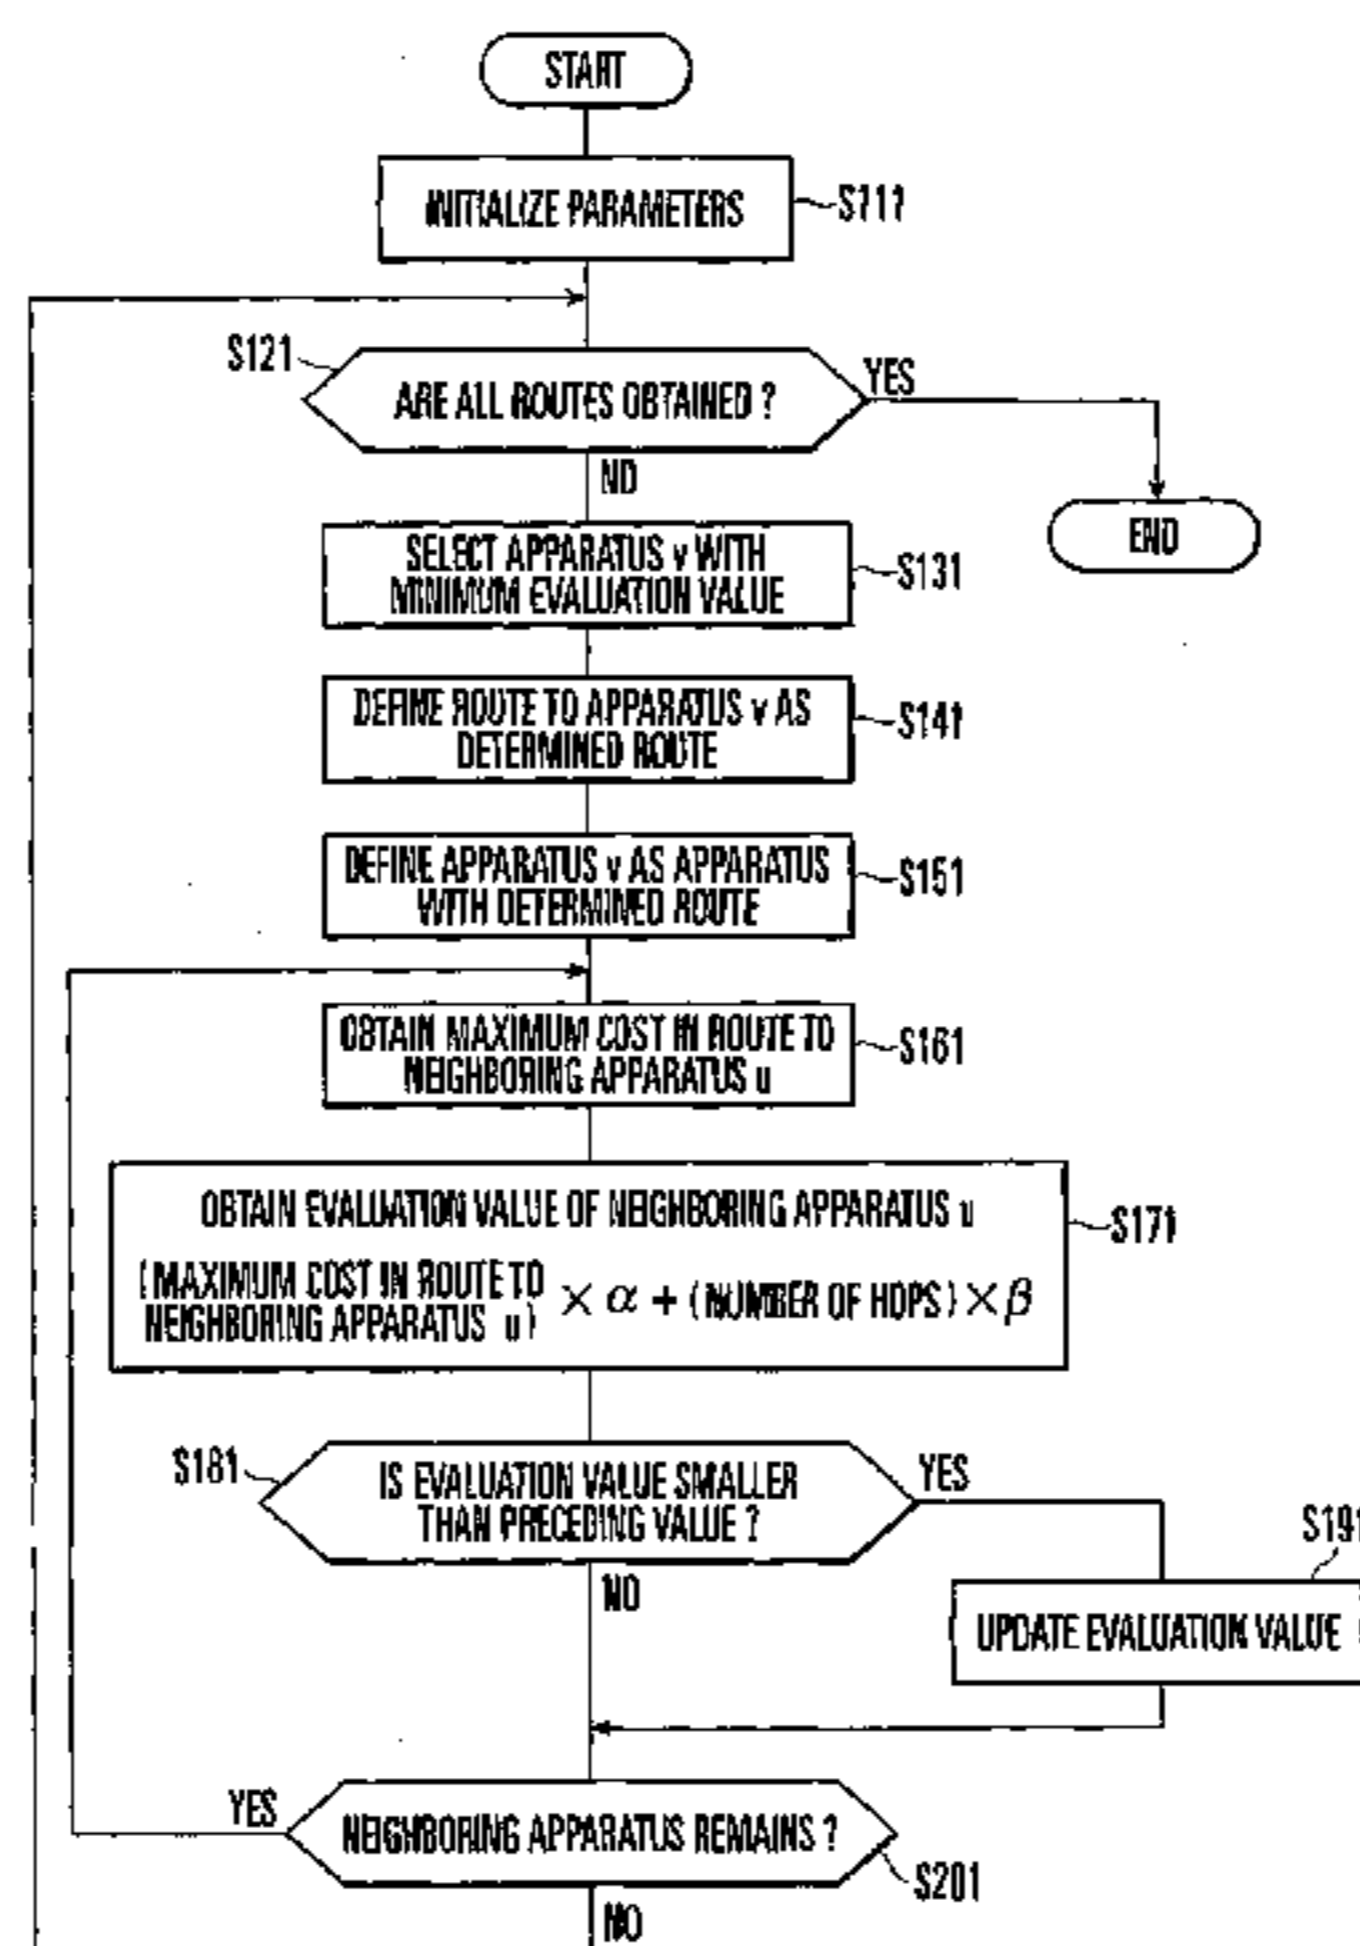 START
INITIALIZE PARAMETERS
S111
S121
ARE ALL ROUTES OBTAINED ?
YES
NO
END
SELECT APPARATUS v WITH
MINIMUM EVALUATION VALUE
S131
DEFINE ROUTE TO APPARATUS v AS
DETERMINED ROUTE
S141
DEFINE APPARATUS v AS APPARATUS
WITH DETERMINED ROUTE
S151
OBTAIN MAXIMUM COST IN ROUTE TO
NEIGHBORING APPARATUS u
S161
OBTAIN EVALUATION VALUE OF NEIGHBORING APPARATUS u
(MAXIMUM COST IN ROUTE TO
NEIGHBORING APPARATUS u) × α + (NUMBER OF HOPS) × β
S171
S181
IS EVALUATION VALUE SMALLER
THAN PRECEDING VALUE ?
YES
NO
S191
UPDATE EVALUATION VALUE
YES
NEIGHBORING APPARATUS REMAINS ?
S201
NO